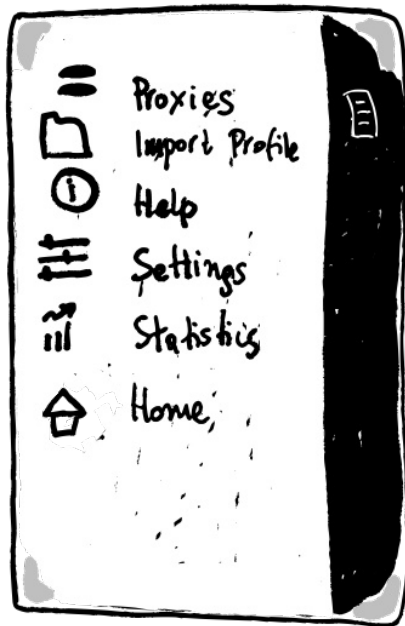 Proxies
Import Profile
Help
Settings
Statistics
Home